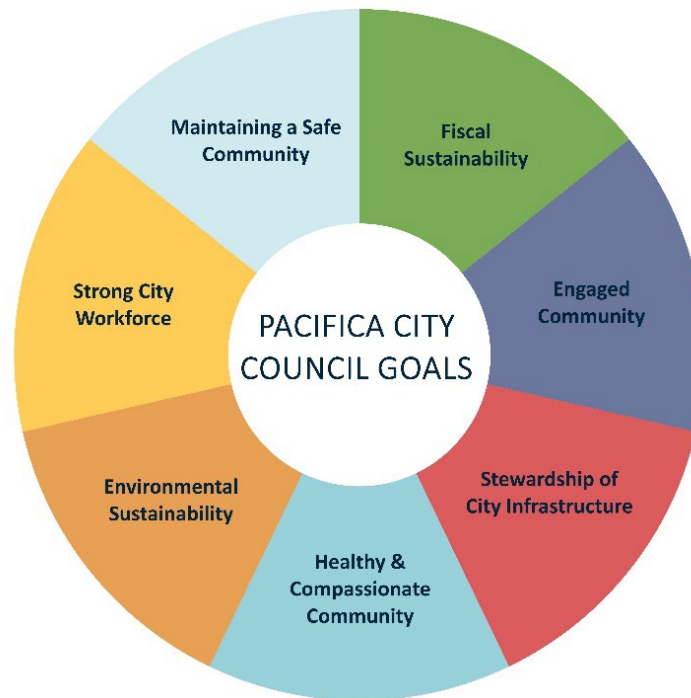 PACIFICA CITY
COUNCIL GOALS
Fiscal
Sustainability
Engaged
Community
Stewardship of
City Infrastructure
Healthy &
Compassionate
Community
Environmental
Sustainability
Strong City
Workforce
Maintaining a Safe
Community